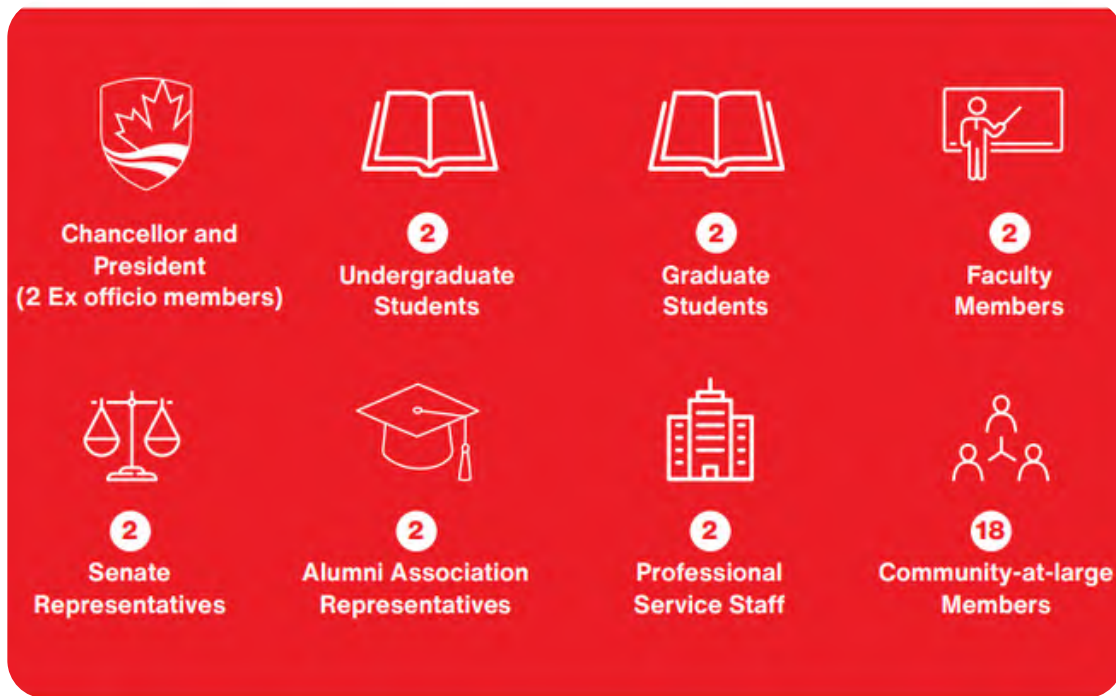 Chancellor and
President
(2 Ex officio members)
2
Undergraduate
Students
2
Graduate
Students
2
Faculty
Members
2
Senate
Representatives
2
Alumni Association
Representatives
2
Professional
Service Staff
18
Community-at-large
Members